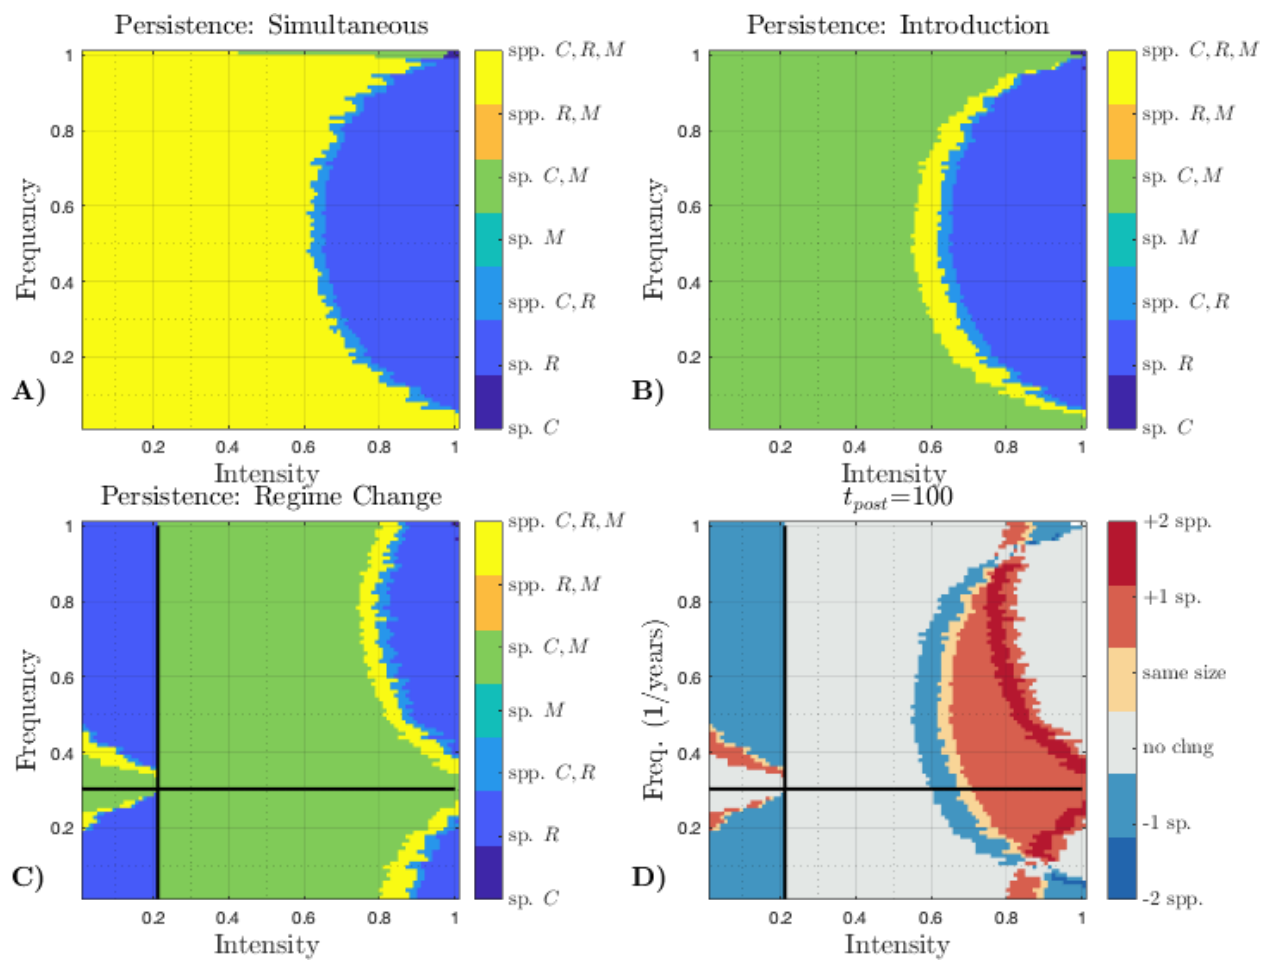 Persistence: Simultaneous
1
0.8
0.6
0.4
0.2
Frequency
A)
0.2 0.4 0.6 0.8 1
Intensity
spp. C, R, M
spp. R, M
sp. C, M
sp. M
spp. C, R
sp. R
sp. C
Persistence: Introduction
1
0.8
0.6
0.4
0.2
Frequency
B)
0.2 0.4 0.6 0.8 1
Intensity
spp. C, R, M
spp. R, M
sp. C, M
sp. M
spp. C, R
sp. R
sp. C
Persistence: Regime Change
1
0.8
0.6
0.4
0.2
Frequency
C)
0.2 0.4 0.6 0.8 1
Intensity
spp. C, R, M
spp. R, M
sp. C, M
sp. M
spp. C, R
sp. R
sp. C
tpost=100
1
0.8
0.6
0.4
0.2
Freq. (1/years)
D)
0.2 0.4 0.6 0.8 1
Intensity
+2 spp.
+1 sp.
same size
no chng
-1 sp.
-2 spp.